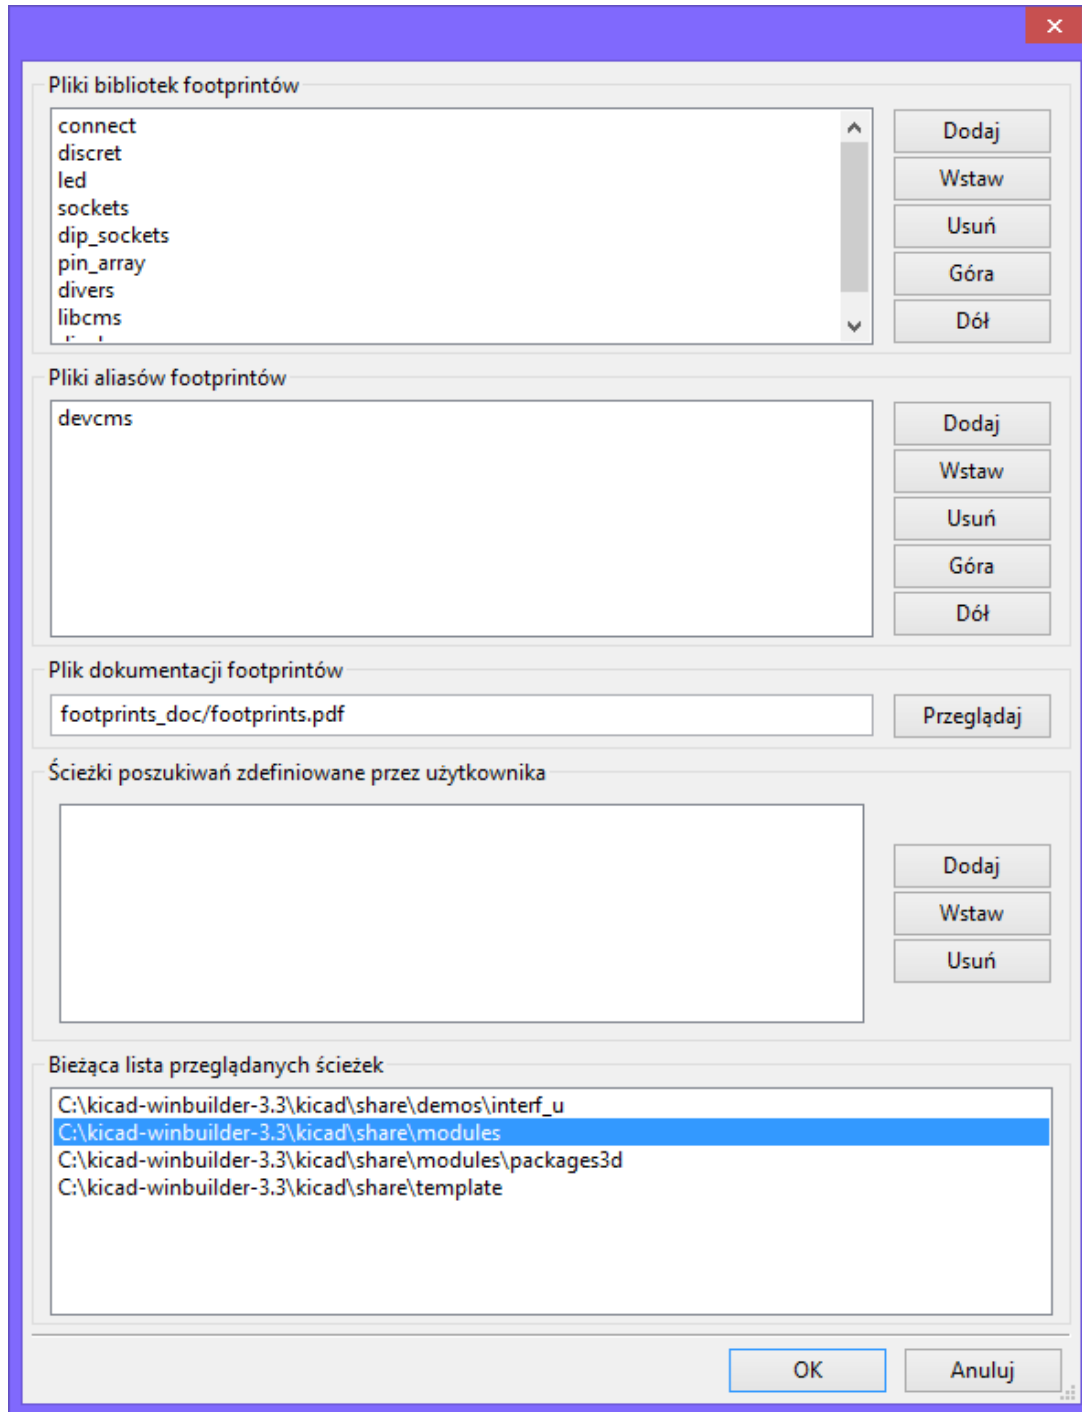 Pliki bibliotek footprintów
connect
discret
led
sockets
dip_sockets
pin_array
divers
libcms
Dodaj
Wstaw
Usuń
Góra
Dół
Pliki aliasów footprintów
devcms
Dodaj
Wstaw
Usuń
Góra
Dół
Plik dokumentacji footprintów
footprints_doc/footprints.pdf
Przeglądaj
Ścieżki poszukiwań zdefiniowane przez użytkownika
Dodaj
Wstaw
Usuń
Bieżąca lista przeglądanych ścieżek
C:\kicad-winbuilder-3.3\kicad\share\demos\interf_u
C:\kicad-winbuilder-3.3\kicad\share\modules
C:\kicad-winbuilder-3.3\kicad\share\modules\packages3d
C:\kicad-winbuilder-3.3\kicad\share\template
OK
Anuluj